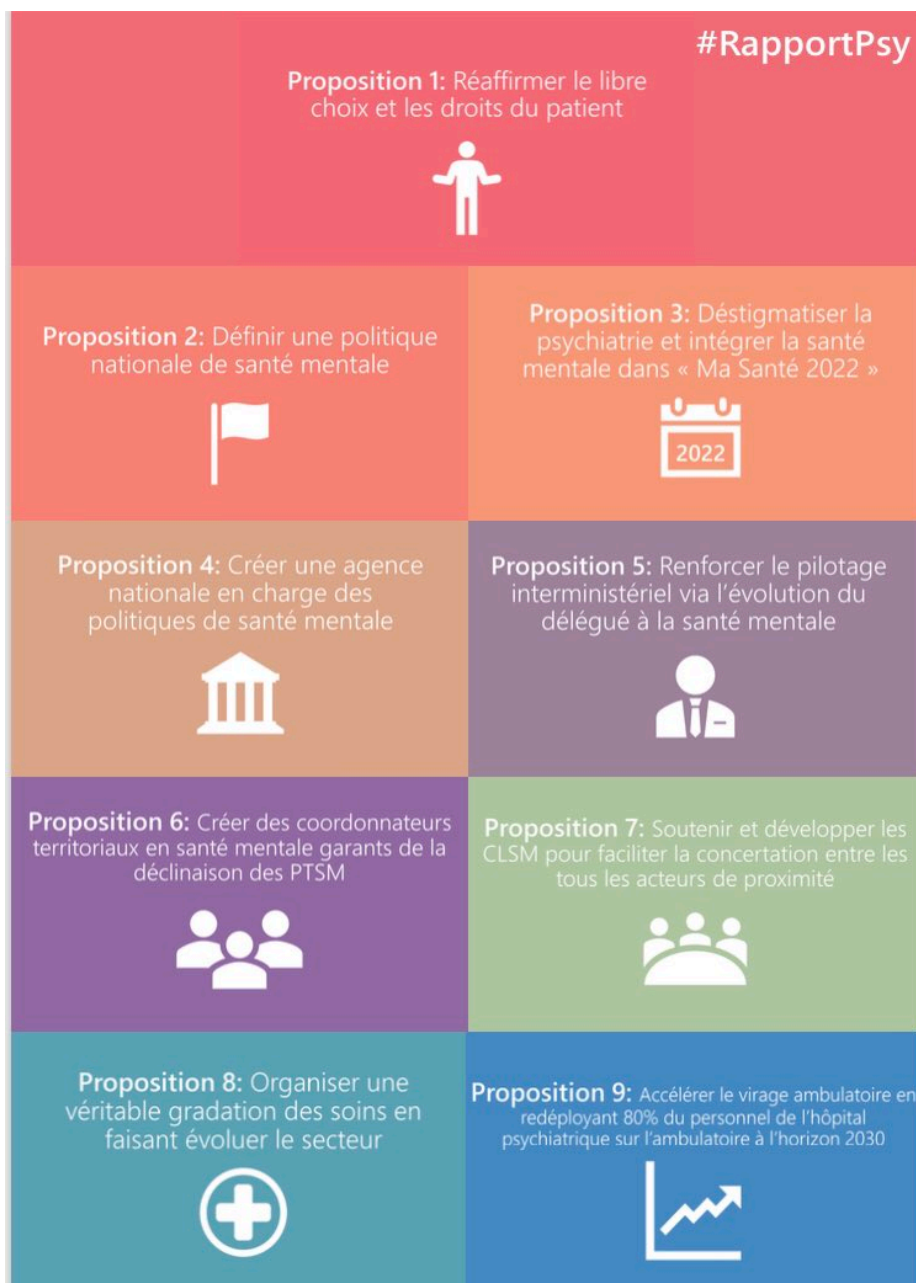 #RapportPsy
Proposition 1: Réaffirmer le libre
choix et les droits du patient
Proposition 2: Définir une politique
nationale de santé mentale
Proposition 3: Déstigmatiser la
psychiatrie et intégrer la santé
mentale dans « Ma Santé 2022 »
2022
Proposition 4: Créer une agence
nationale en charge des
politiques de santé mentale
Proposition 5: Renforcer le pilotage
interministériel via l’évolution du
délégué à la santé mentale
Proposition 6: Créer des coordonnateurs
territoriaux en santé mentale garants de la
déclinaison des PTSM
Proposition 7: Soutenir et développer les
CLSM pour faciliter la concertation entre les
tous les acteurs de proximité
Proposition 8: Organiser une
véritable gradation des soins en
faisant évoluer le secteur
Proposition 9: Accélérer le virage ambulatoire en
redéployant 80% du personnel de l’hôpital
psychiatrique sur l’ambulatoire à l’horizon 2030